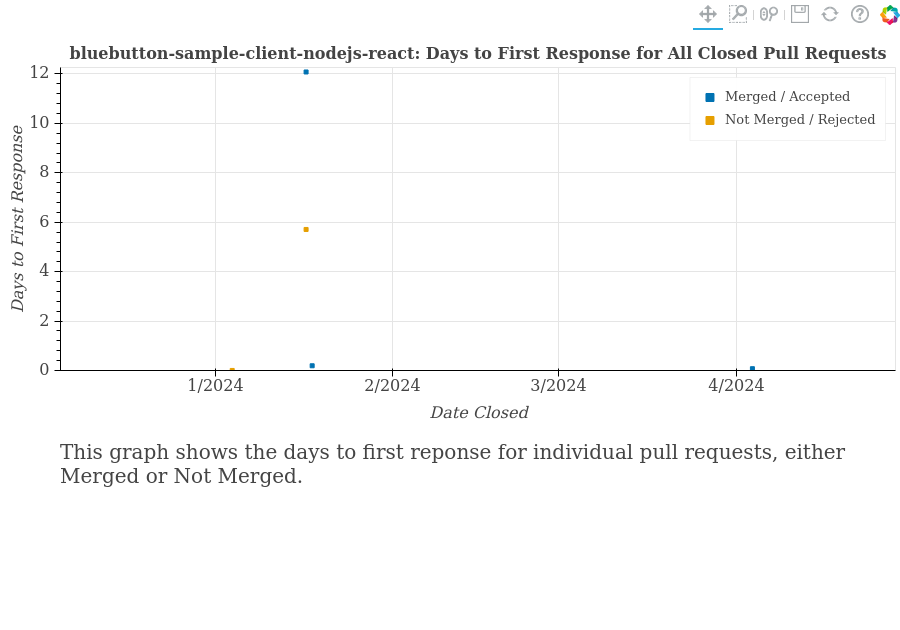 bluebutton-sample-client-nodejs-react: Days to First Response for All Closed Pull Requests
12
10
8
6
4
2
0
Days to First Response
Merged / Accepted
Not Merged / Rejected
1/2024
2/2024
3/2024
4/2024
Date Closed
This graph shows the days to first reponse for individual pull requests, either
Merged or Not Merged.